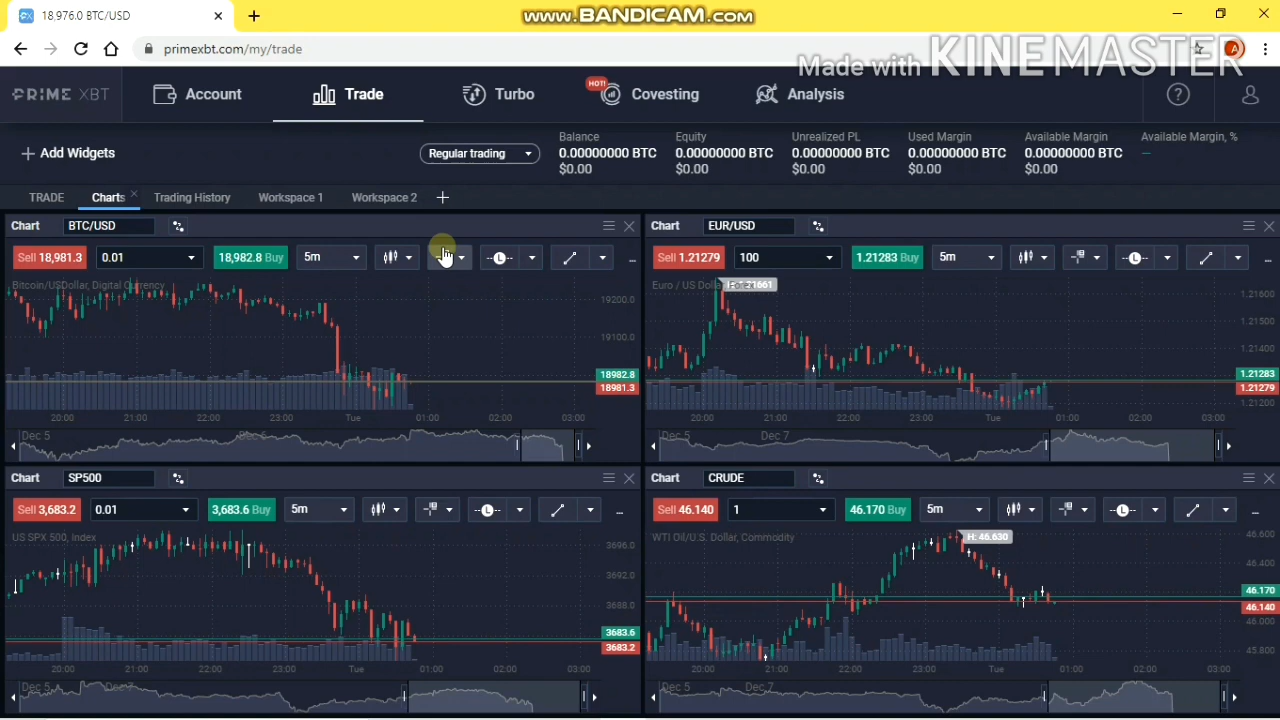 18,976.0 BTC/USD
www.BANDICAM.com
primexbt.com/my/trade
A
Made with KINEMASTER
PRIME XBT
Account
Trade
Turbo
HOT!
Covesting
Analysis
Add Widgets
Regular trading
Balance
0.00000000 BTC
$0.00
Equity
0.00000000 BTC
$0.00
Unrealized PL
0.00000000 BTC
$0.00
Used Margin
0.00000000 BTC
$0.00
Available Margin
0.00000000 BTC
$0.00
Available Margin, %
TRADE
Charts
Trading History
Workspace 1
Workspace 2
Chart BTC/USD
Sell 18,981.3 0.01 18,982.8 Buy 5m L
Bitcoin/USDollar, Digital Currency
19200.0
19100.0
18982.8
18981.3
20:00 21:00 22:00 23:00 Tue 01:00 02:00 03:00
Dec 5
Chart EUR/USD
Sell 1.21279 100 1.21283 Buy 5m L
Euro / US Dollar
1.21600
1.21500
1.21400
1.21283
1.21279
1.21200
20:00 21:00 22:00 23:00 Tue 01:00 02:00 03:00
Dec 5 Dec 7
Chart SP500
Sell 3,683.2 0.01 3,683.6 Buy 5m L
US SPX 500, Index
3696.0
3692.0
3688.0
3683.6
3683.2
20:00 21:00 22:00 23:00 Tue 01:00 02:00 03:00
Dec 5 Dec 7
Chart CRUDE
Sell 46.140 1 46.170 Buy 5m L
WTI Oil/U.S. Dollar, Commodity
H: 46.630
46.600
46.400
46.170
46.140
46.000
45.800
20:00 21:00 22:00 23:00 Tue 01:00 02:00 03:00
Dec 5 Dec 7